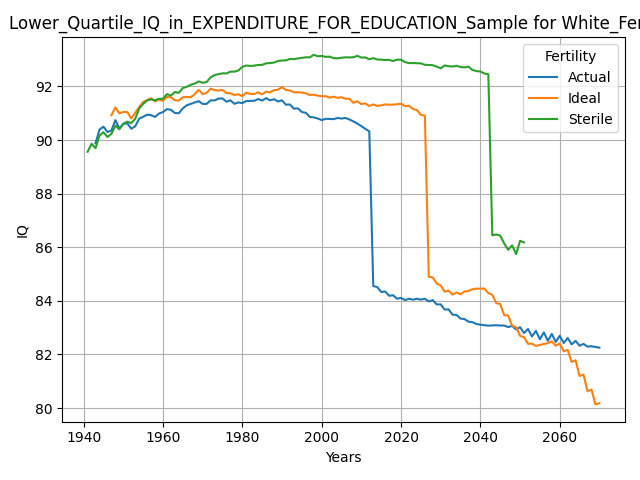 Lower_Quartile_IQ_in_EXPENDITURE_FOR_EDUCATION_Sample for White_Fer
Fertility
Actual
Ideal
Sterile
IQ
92
90
88
86
84
82
80
1940
1960
1980
2000
2020
2040
2060
Years